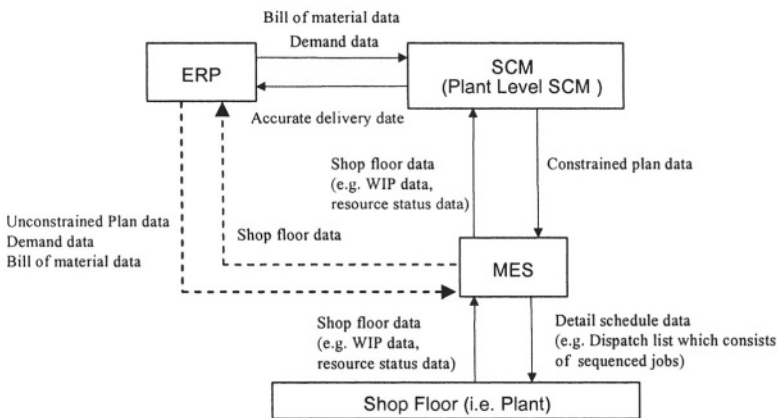 Bill of material data
Demand data
ERP
SCM
(Plant Level SCM )
Accurate delivery date
Shop floor data
(e.g. WIP data,
resource status data)
Constrained plan data
Unconstrained Plan data
Demand data
Bill of material data
Shop floor data
MES
Shop floor data
(e.g. WIP data,
resource status data)
Detail schedule data
(e.g. Dispatch list which consists
of sequenced jobs)
Shop Floor (i.e. Plant)